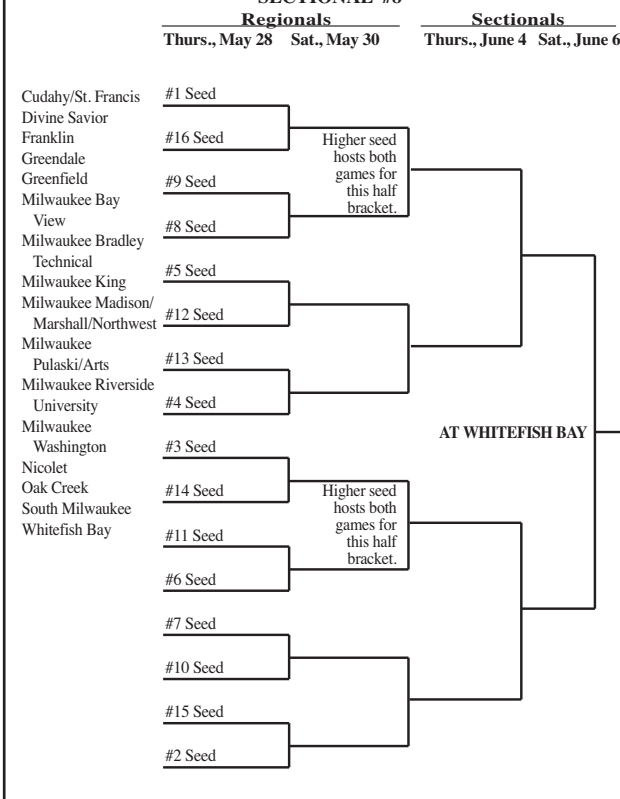 SECTIONAL #8
Regionals
Sectionals
Thurs., May 28 Sat., May 30
Thurs., June 4 Sat., June 6
Cudahy/St. Francis
Divine Savior
Franklin
Greendale
Greenfield
Milwaukee Bay
View
Milwaukee Bradley
Technical
Milwaukee King
Milwaukee Madison/
Marshall/Northwest
Milwaukee
Pulaski/Arts
Milwaukee Riverside
University
Milwaukee
Washington
Nicolet
Oak Creek
South Milwaukee
Whitefish Bay
#1 Seed
#16 Seed
#9 Seed
#8 Seed
#5 Seed
#12 Seed
#13 Seed
#4 Seed
#3 Seed
#14 Seed
#11 Seed
#6 Seed
#7 Seed
#10 Seed
#15 Seed
#2 Seed
Higher seed
hosts both
games for
this half
bracket.
Higher seed
hosts both
games for
this half
bracket.
AT WHITEFISH BAY